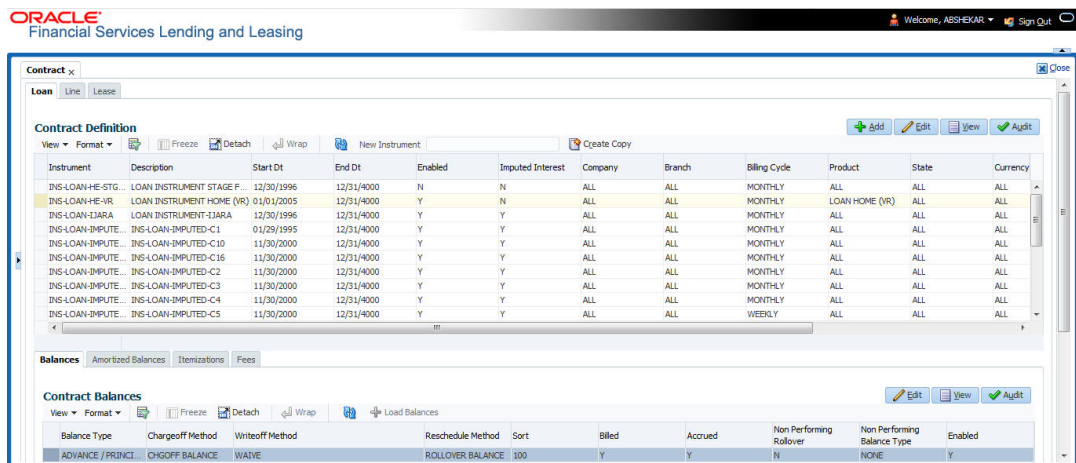 ORACLE
Financial Services Lending and Leasing
Welcome, ABSHEKAR
Sign Out
Contract
Close
Loan Line Lease
Contract Definition
Add Edit View Audit
View Format Freeze Detach Wrap New Instrument Create Copy
Instrument Description Start Dt End Dt Enabled Imputed Interest Company Branch Billing Cycle Product State Currency
INS-LOAN-HE-STG... LOAN INSTRUMENT STAGE F... 12/30/1996 12/31/4000 N N ALL ALL MONTHLY ALL ALL ALL
INS-LOAN-HE-VR LOAN INSTRUMENT HOME (VR) 01/01/2005 12/31/4000 Y N ALL ALL MONTHLY LOAN HOME (VR) ALL ALL
INS-LOAN-IJARA LOAN INSTRUMENT-IJARA 12/30/1996 12/31/4000 Y Y ALL ALL MONTHLY ALL ALL ALL
INS-LOAN-IMPUTE... INS-LOAN-IMPUTED-C1 01/29/1995 12/31/4000 Y Y ALL ALL MONTHLY ALL ALL ALL
INS-LOAN-IMPUTE... INS-LOAN-IMPUTED-C10 11/30/2000 12/31/4000 Y Y ALL ALL MONTHLY ALL ALL ALL
INS-LOAN-IMPUTE... INS-LOAN-IMPUTED-C16 11/30/2000 12/31/4000 Y Y ALL ALL MONTHLY ALL ALL ALL
INS-LOAN-IMPUTE... INS-LOAN-IMPUTED-C2 11/30/2000 12/31/4000 Y Y ALL ALL MONTHLY ALL ALL ALL
INS-LOAN-IMPUTE... INS-LOAN-IMPUTED-C3 11/30/2000 12/31/4000 Y Y ALL ALL MONTHLY ALL ALL ALL
INS-LOAN-IMPUTE... INS-LOAN-IMPUTED-C4 11/30/2000 12/31/4000 Y Y ALL ALL MONTHLY ALL ALL ALL
INS-LOAN-IMPUTE... INS-LOAN-IMPUTED-C5 11/30/2000 12/31/4000 Y Y ALL ALL WEEKLY ALL ALL ALL
Balances Amortized Balances Itemizations Fees
Contract Balances
Edit View Audit
View Format Freeze Detach Wrap Load Balances
Balance Type Chargeoff Method Writeoff Method Reschedule Method Sort Billed Accrued Non Performing Rollover Non Performing Balance Type Enabled
ADVANCE / PRINCI... CHGOFF BALANCE WAIVE ROLLOVER BALANCE 100 Y Y N NONE Y